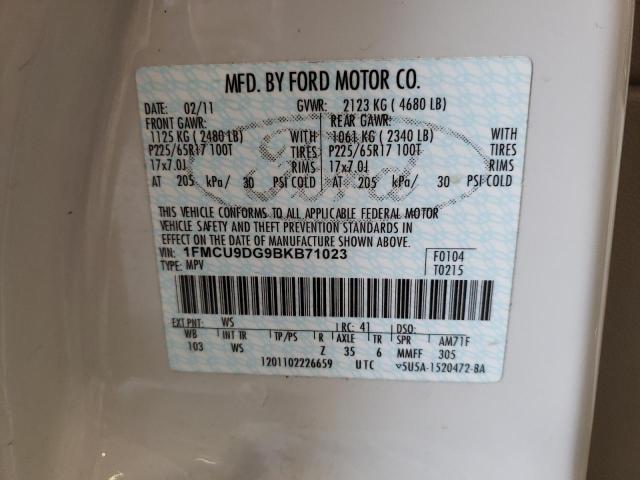 MFD. BY FORD MOTOR CO.
DATE: 02/11 GVWR: 2123 KG ( 4680 LB)
FRONT GAWR: REAR GAWR:
1125 KG ( 2480 LB) WITH 1061 KG ( 2340 LB) WITH
P225/65R17 100T TIRES P225/65R17 100T TIRES
17x7.0J RIMS 17x7.0J RIMS
AT 205 kPa/ 30 PSI COLD AT 205 kPa/ 30 PSI COLD
THIS VEHICLE CONFORMS TO ALL APPLICABLE FEDERAL MOTOR
VEHICLE SAFETY AND THEFT PREVENTION STANDARDS IN
EFFECT ON THE DATE OF MANUFACTURE SHOWN ABOVE.
VIN: 1FMCU9DG9BKB71023 F0104
TYPE: MPV T0215
EXT PNT: WS RC: 41 DSO:
WB INT TR TP/PS R AXLE TR SPR AM71F
103 WS Z 35 6 MMFF 305
1201102226659 UTC 5U5A-1520472-BA
Ford